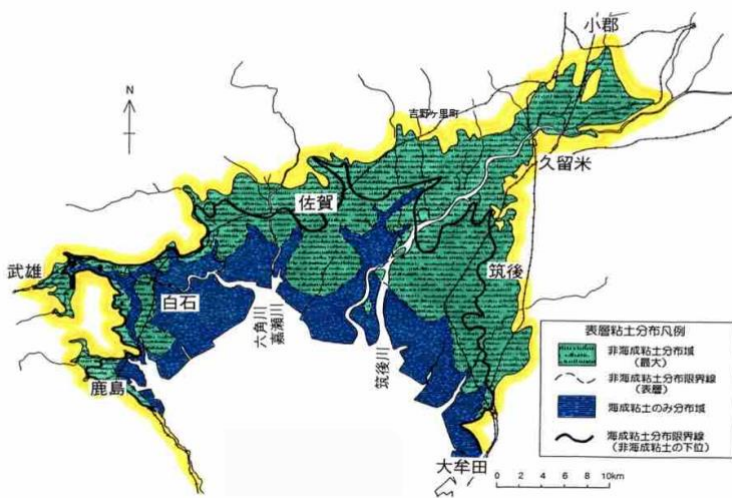 小郡
N
吉野ヶ里町
久留米
佐賀
武雄
白石
筑後
六角川
嘉瀬川
筑後川
鹿島
大牟田
表層粘土分布凡例
非海成粘土分布域
(最大)
非海成粘土分布限界線
(表層)
海成粘土のみ分布域
海成粘土分布限界線
(非海成粘土の下位)
0 2 4 6 8 10km